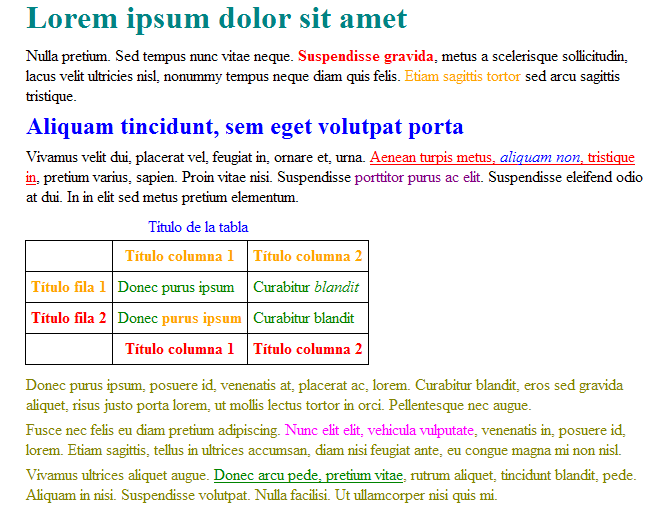 Lorem ipsum dolor sit amet
Nulla pretium. Sed tempus nunc vitae neque. Suspendisse gravida, metus a scelerisque sollicitudin,
lacus velit ultricies nisl, nonummy tempus neque diam quis felis. Etiam sagittis tortor sed arcu sagittis
tristique.
Aliquam tincidunt, sem eget volutpat porta
Vivamus velit dui, placerat vel, feugiat in, ornare et, urna. Aenean turpis metus, aliquam non, tristique
in, pretium varius, sapien. Proin vitae nisi. Suspendisse porttitor purus ac elit. Suspendisse eleifend odio
at dui. In in elit sed metus pretium elementum.
Título de la tabla
Título columna 1 Título columna 2
Título fila 1 Donec purus ipsum Curabitur blandit
Título fila 2 Donec purus ipsum Curabitur blandit
Título columna 1 Título columna 2
Donec purus ipsum, posuere id, venenatis at, placerat ac, lorem. Curabitur blandit, eros sed gravida
aliquet, risus justo porta lorem, ut mollis lectus tortor in orci. Pellentesque nec augue.
Fusce nec felis eu diam pretium adipiscing. Nunc elit elit, vehicula vulputate, venenatis in, posuere id,
lorem. Etiam sagittis, tellus in ultrices accumsan, diam nisi feugiat ante, eu congue magna mi non nisl.
Vivamus ultrices aliquet augue. Donec arcu pede, pretium vitae, rutrum aliquet, tincidunt blandit, pede.
Aliquam in nisi. Suspendisse volutpat. Nulla facilisi. Ut ullamcorper nisi quis mi.